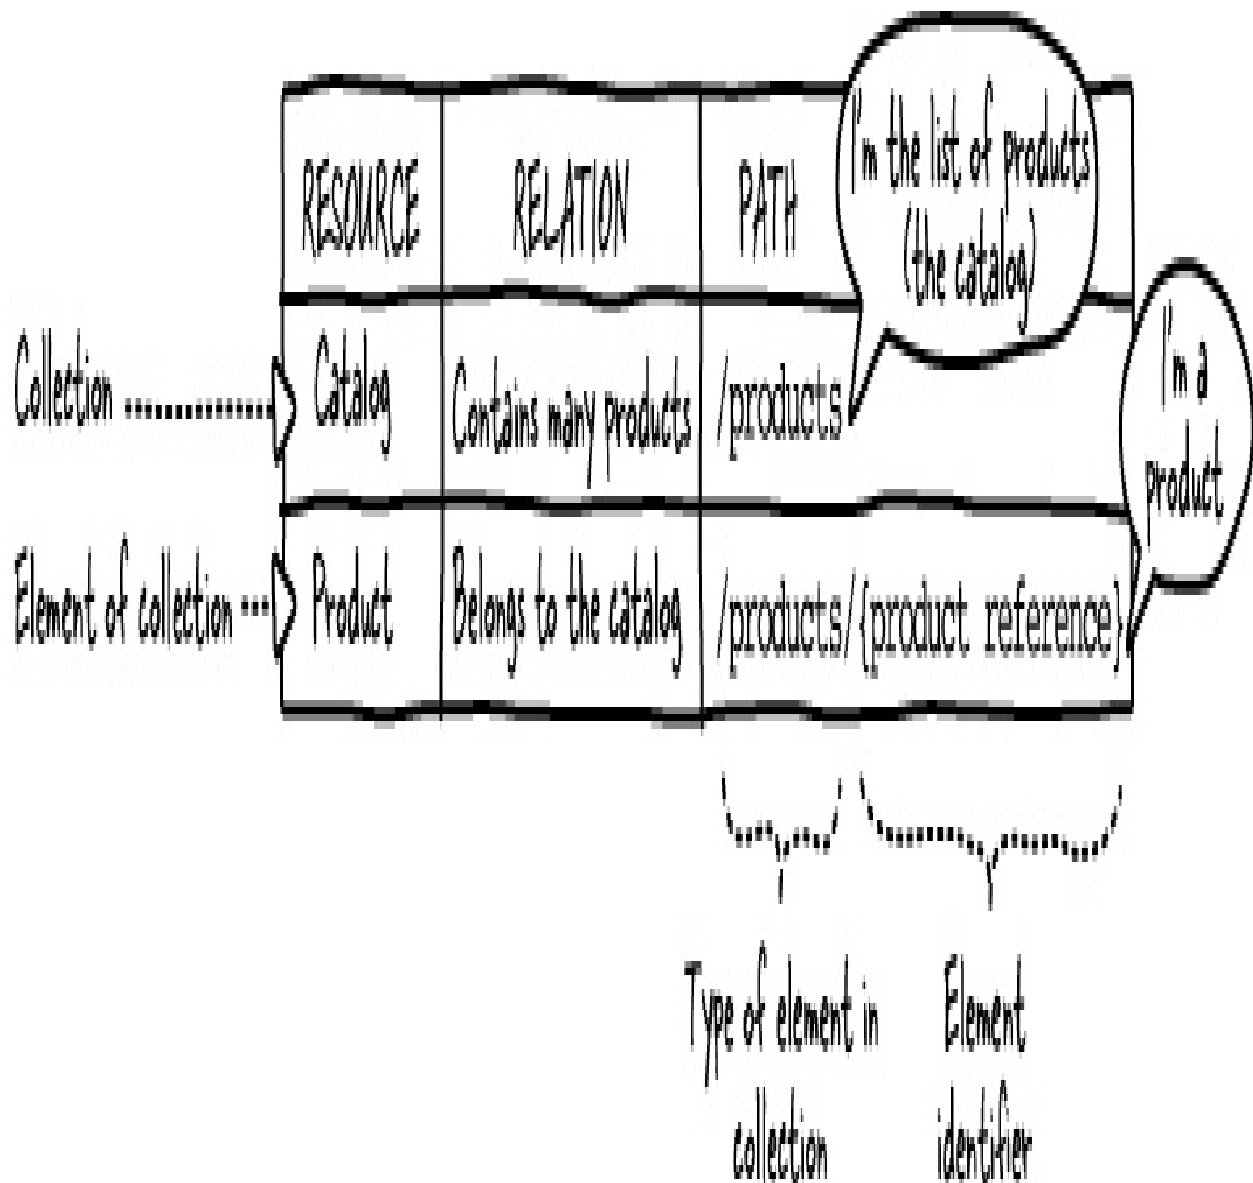 I'm the list of products
(the catalog)
RESOURCE RELATION PATH
I'm a
product
Collection Catalog Contains many products /products
Element of collection Product Belongs to the catalog /products/{product reference}
Type of element in
collection
Element
identifier